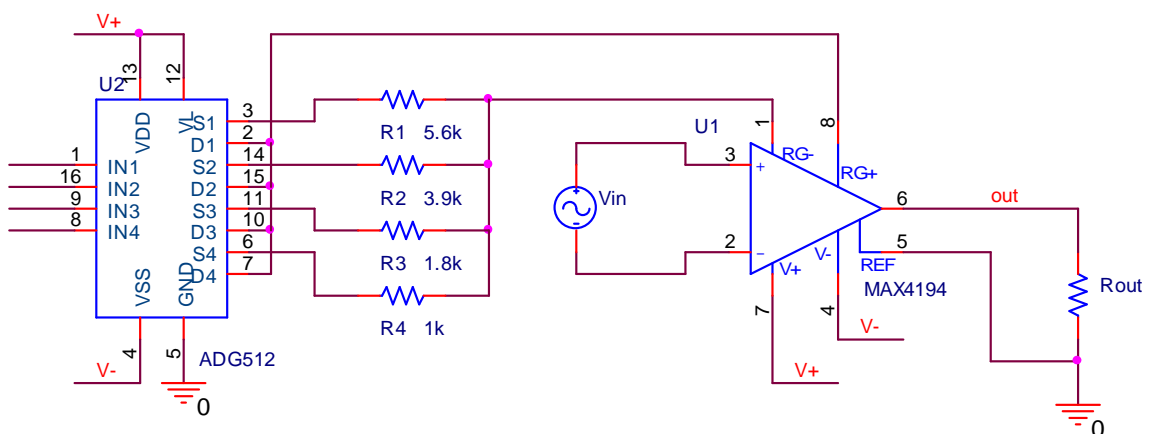 V+
U2
13
12
VDD
VL
3
S1
2
D1
14
S2
15
D2
11
S3
10
D3
6
S4
7
D4
1
IN1
16
IN2
9
IN3
8
IN4
VSS
GND
4
5
V-
ADG512
0
R1 5.6k
R2 3.9k
R3 1.8k
R4 1k
Vin
U1
1
8
3
+
RG-
RG+
6
out
2
−
V+
V-
REF
5
MAX4194
7
4
V-
V+
Rout
0